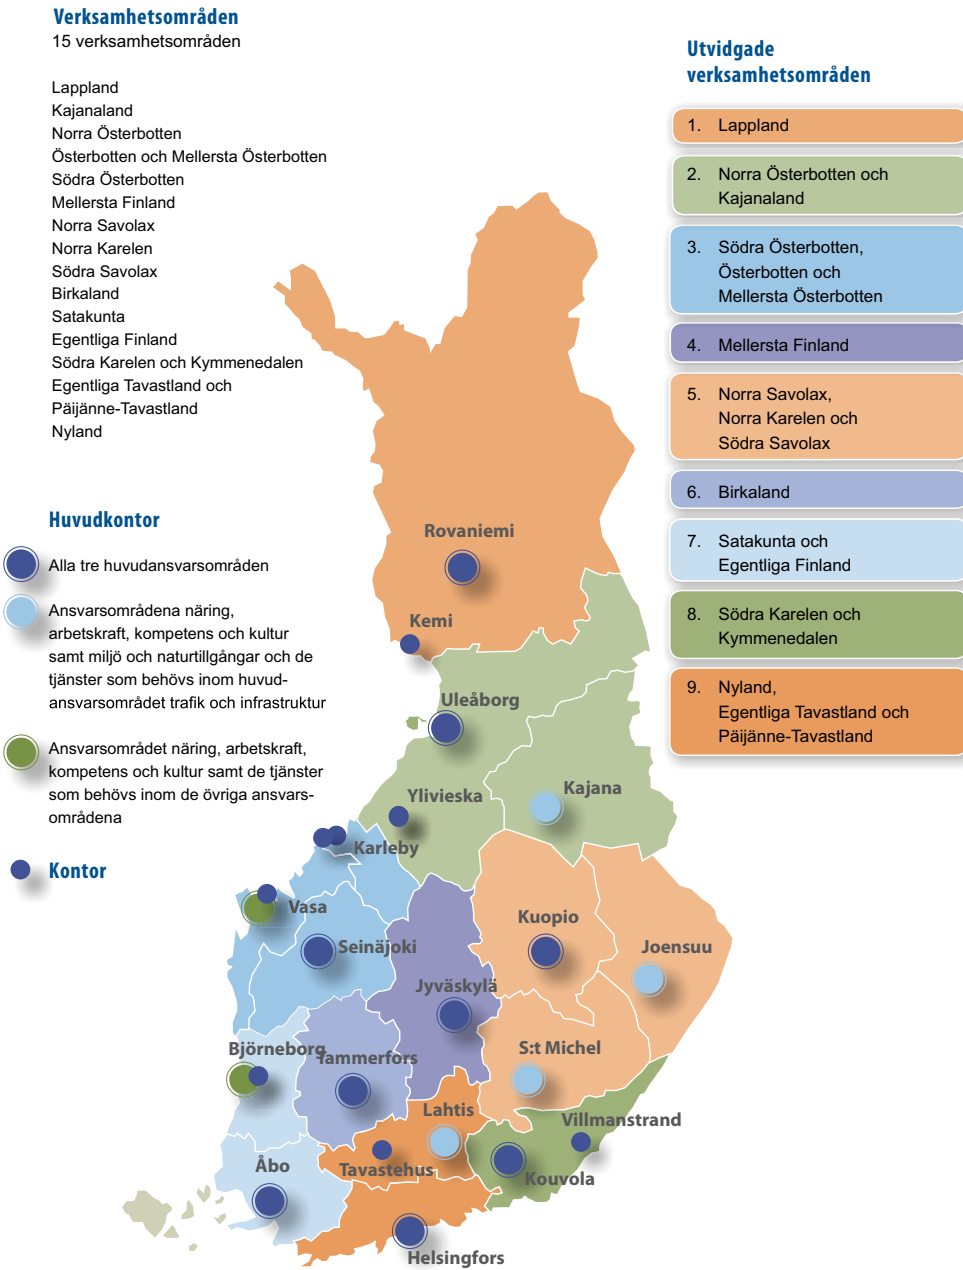 Verksamhetsområden
15 verksamhetsområden
Lappland
Kajanaland
Norra Österbotten
Österbotten och Mellersta Österbotten
Södra Österbotten
Mellersta Finland
Norra Savolax
Norra Karelen
Södra Savolax
Birkaland
Satakunta
Egentliga Finland
Södra Karelen och Kymmenedalen
Egentliga Tavastland och
Päijänne-Tavastland
Nyland
Huvudkontor
Alla tre huvudansvarsområden
Ansvarsområdena näring,
arbetskraft, kompetens och kultur
samt miljö och naturtillgångar och de
tjänster som behövs inom huvud-
ansvarsområdet trafik och infrastruktur
Ansvarsområdet näring, arbetskraft,
kompetens och kultur samt de tjänster
som behövs inom de övriga ansvars-
områdena
Kontor
Utvidgade
verksamhetsområden
1. Lappland
2. Norra Österbotten och
Kajanaland
3. Södra Österbotten,
Österbotten och
Mellersta Österbotten
4. Mellersta Finland
5. Norra Savolax,
Norra Karelen och
Södra Savolax
6. Birkaland
7. Satakunta och
Egentliga Finland
8. Södra Karelen och
Kymmenedalen
9. Nyland,
Egentliga Tavastland och
Päijänne-Tavastland
Rovaniemi
Kemi
Uleåborg
Ylivieska
Kajana
Karleby
Vasa
Kuopio
Seinäjoki
Joensuu
Jyväskylä
Björneborg
Tammerfors
S:t Michel
Lahtis
Villmanstrand
Åbo
Tavastehus
Kouvola
Helsingfors